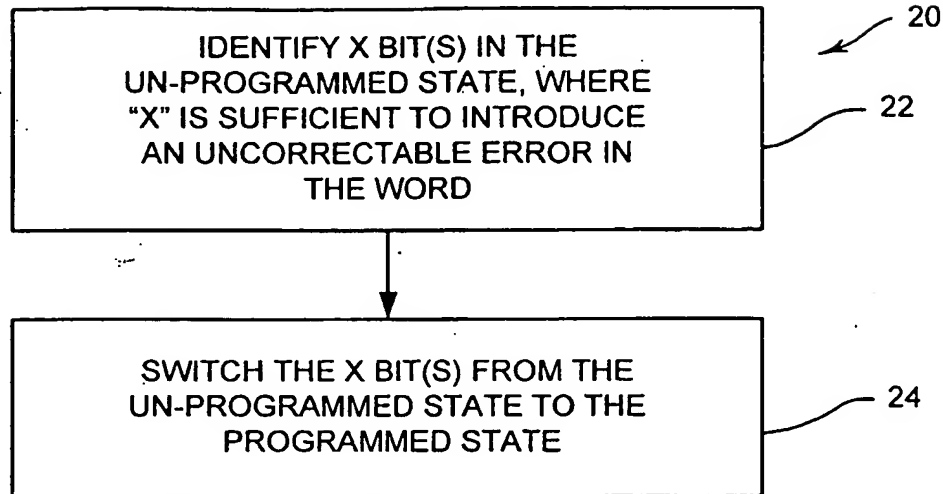 20
IDENTIFY X BIT(S) IN THE
UN-PROGRAMMED STATE, WHERE
"X" IS SUFFICIENT TO INTRODUCE
AN UNCORRECTABLE ERROR IN
THE WORD
22
SWITCH THE X BIT(S) FROM THE
UN-PROGRAMMED STATE TO THE
PROGRAMMED STATE
24